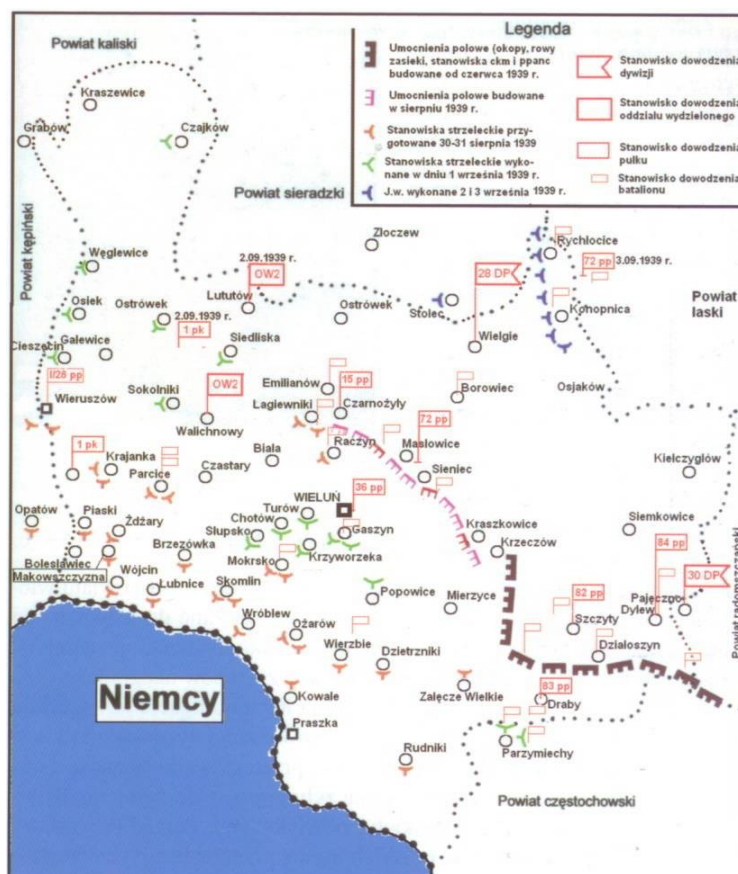 Powiat kaliski
Kraszewice
Grabów
Czajków
Powiat sieradzki
Powiat kępiński
Legenda
Umocnienia polowe (okopy, rowy
zasieki, stanowiska ckm i ppanc
budowane od czerwca 1939 r.
Umocnienia polowe budowane
w sierpniu 1939 r.
Stanowiska strzeleckie przy-
gotowane 30-31 sierpnia 1939
Stanowiska strzeleckie wyko-
nane w dniu 1 września 1939 r.
J.w. wykonane 2 i 3 września 1939 r.
Stanowisko dowodzenia
dywizji
Stanowisko dowodzenia
oddziału wydzielonego
Stanowisko dowodzenia
pulku
Stanowisko dowodzenia
batalionu
Złoczew
Rychłocice
72 pp
3.09.1939 r.
Węglewice
2.09.1939 r.
OW2
28 DP
Lututów
Osiek
Ostrówek
2.09.1939 r.
Ostrówek
Stolec
Konopnica
Powiat
laski
1 pk
Wielgie
Cieszęcin
Galewice
Siedliska
I/28 pp
Wieruszów
Sokolniki
OW2
Walichnowy
Emilianów
15 pp
Lagiewniki
Czarnożyły
Borowiec
Osjaków
72 pp
Raczyn
Masłowice
1 pk
Krajanka
Parcice
Czastary
Biala
Sieniec
Kielczyglów
36 pp
WIELUŃ
Opatów
Piaski
Żdżary
Turów
Chotów
Słupsko
Gaszyn
Kraszkowice
Siemkowice
Krzeczów
84 pp
Brzezówka
Krzyworzeka
Mokrsko
Bolesławiec
Makowszczyzna
Wójcin
Lubnice
Skomlin
Popowice
Mierzyce
82 pp
30 DP
Pajęczno
Dylew
Szczyty
Działoszyn
Powiat radomszczański
Wróblew
Ożarów
Wierzbie
Dzietrzniki
Niemcy
Kowale
Załęcze Wielkie
83 pp
Draby
Praszka
Parzymiechy
Rudniki
Powiat częstochowski